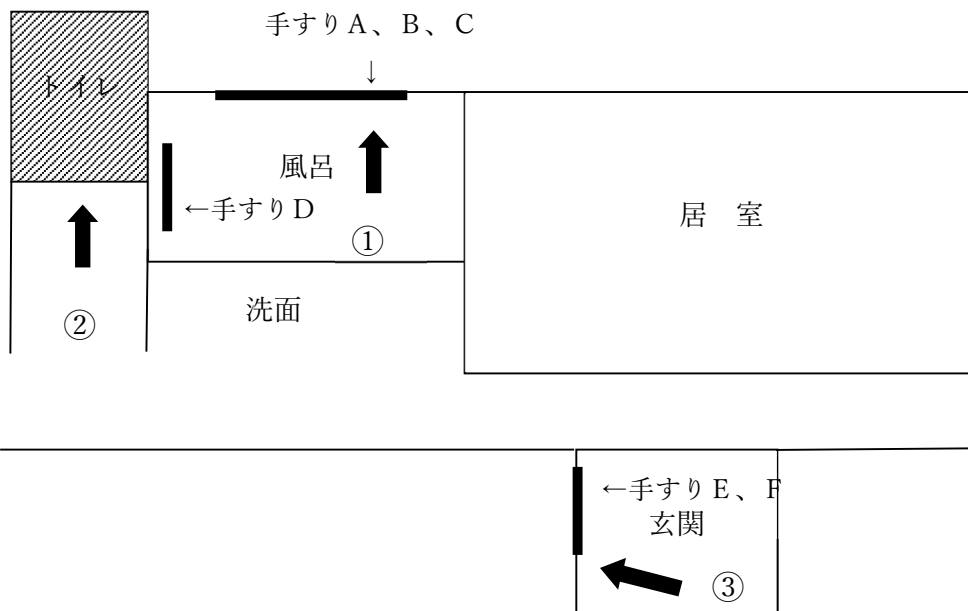 手すりA、B、C
↓
トイレ
風呂
←手すりD
①
居 室
②
洗面
←手すりE、F
玄関
③